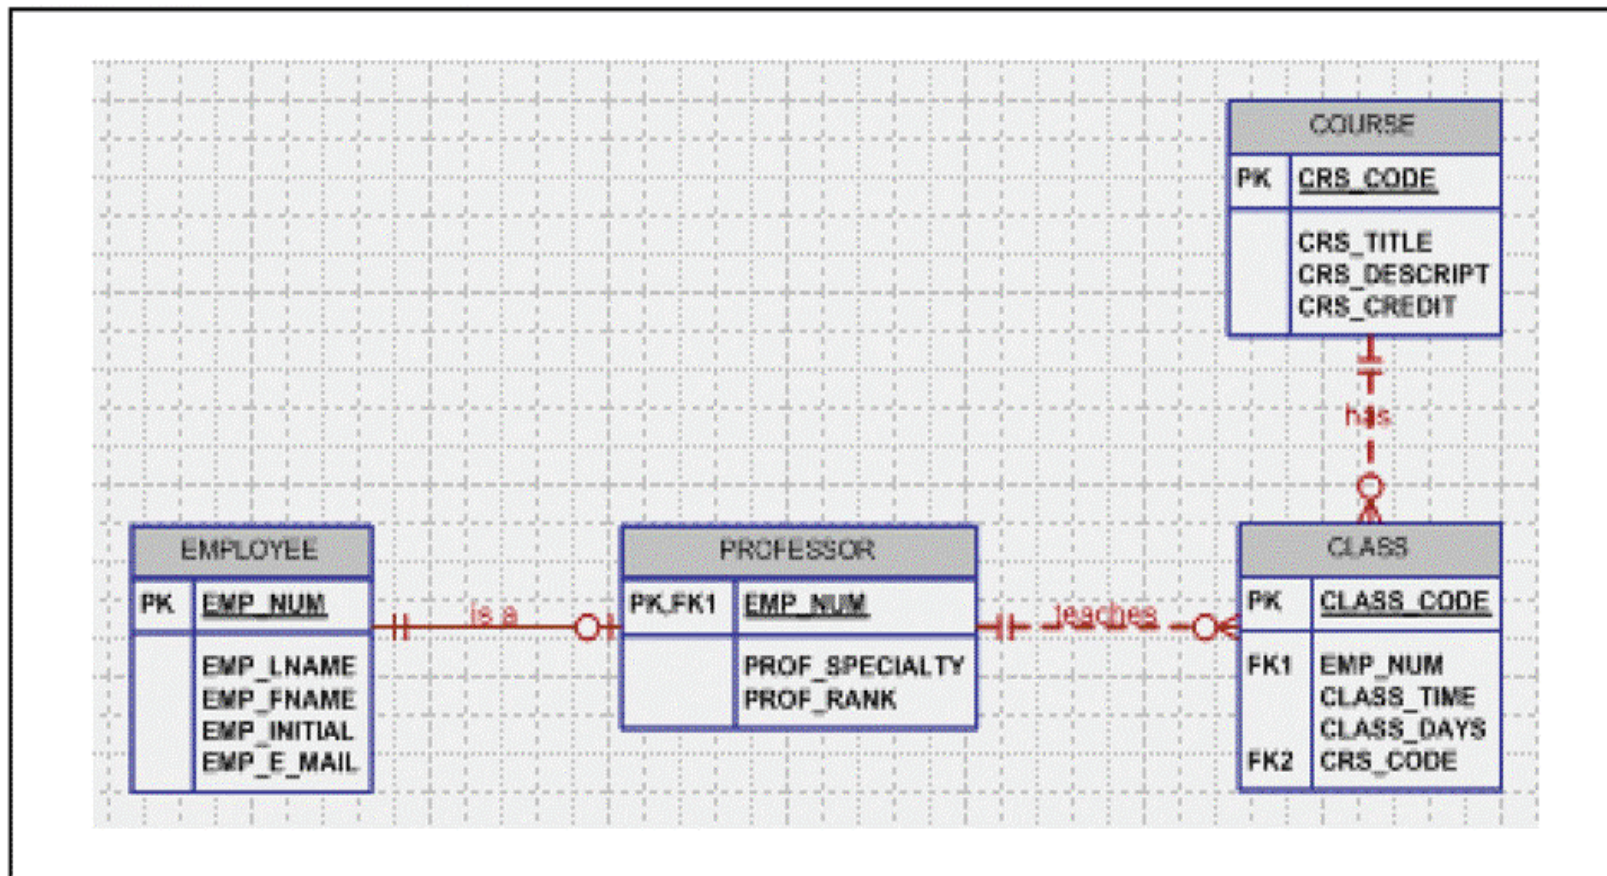 COURSE
PK CRS_CODE
CRS_TITLE
CRS_DESCRIPT
CRS_CREDIT
has
EMPLOYEE
PK EMP_NUM
EMP_LNAME
EMP_FNAME
EMP_INITIAL
EMP_E_MAIL
is a
PROFESSOR
PK,FK1 EMP_NUM
PROF_SPECIALTY
PROF_RANK
teaches
CLASS
PK CLASS_CODE
FK1 EMP_NUM
CLASS_TIME
CLASS_DAYS
FK2 CRS_CODE